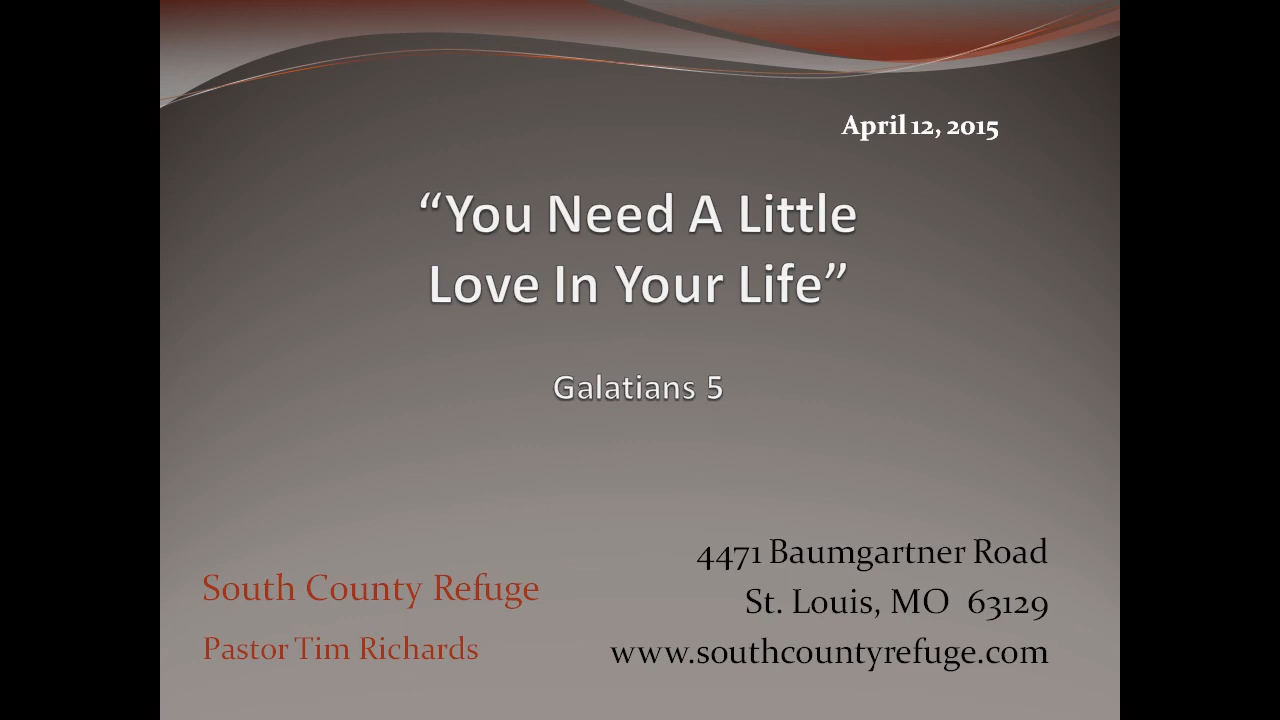 April 12, 2015
“You Need A Little
Love In Your Life”
Galatians 5
South County Refuge
Pastor Tim Richards
4471 Baumgartner Road
St. Louis, MO  63129
www.southcountyrefuge.com